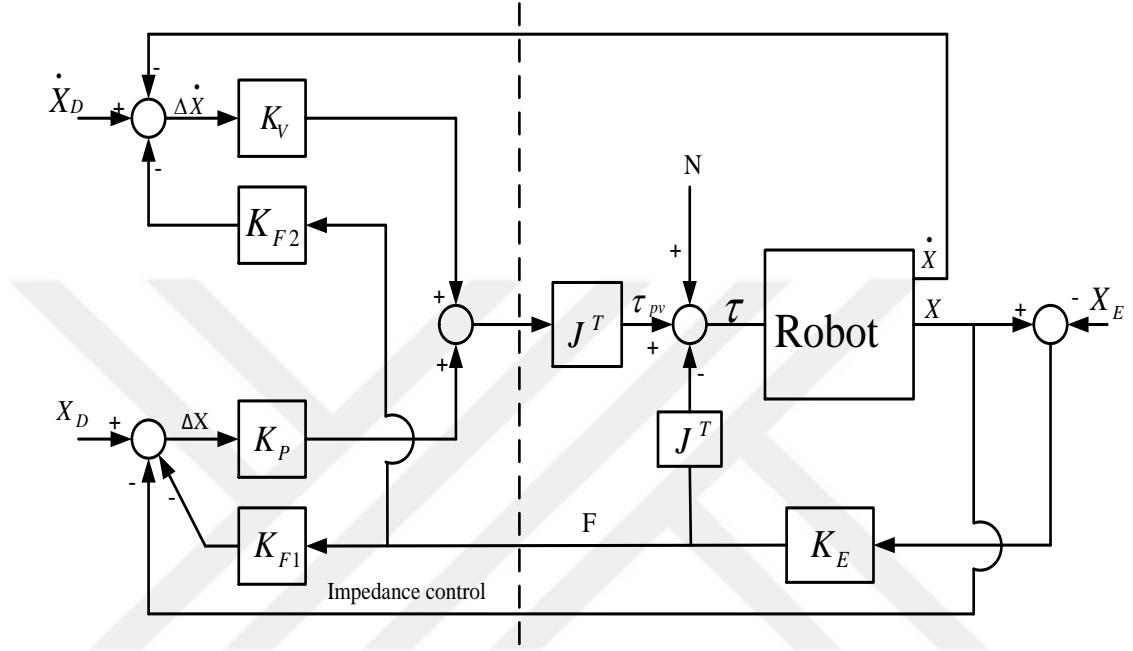 -
Ẋ_D
+
ΔẊ
K_V
-
K_F2
N
+
Ẋ
+
J^T
τ_pv
τ
Robot
X
+
-
X_E
+
+
-
X_D
+
ΔX
K_P
J^T
-
-
K_F1
F
K_E
Impedance control